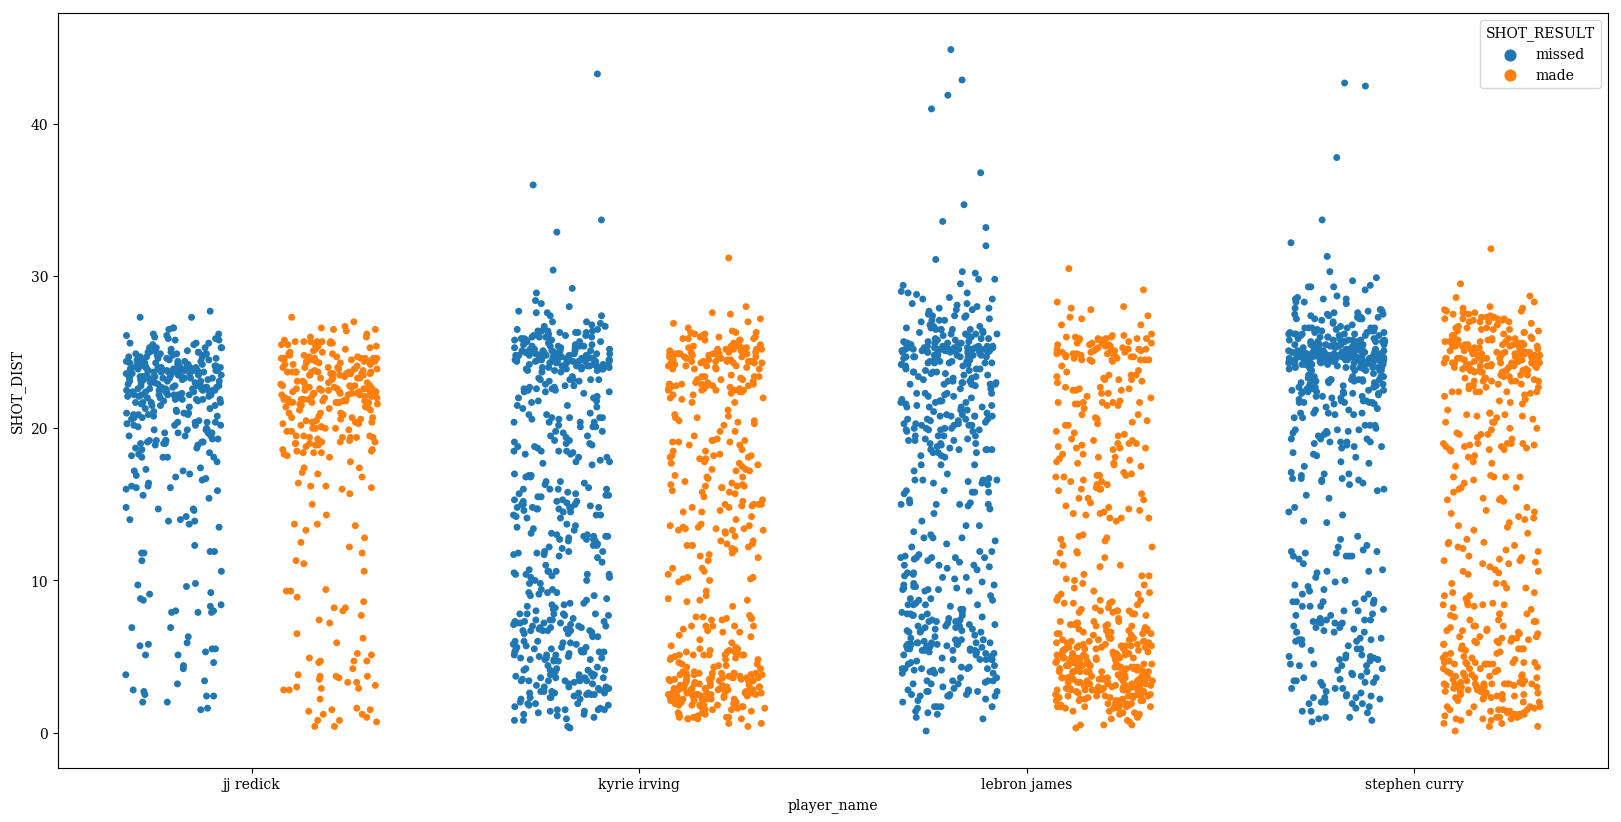 SHOT_RESULT
missed
made
40
30
20
10
0
SHOT_DIST
jj redick
kyrie irving
lebron james
stephen curry
player_name